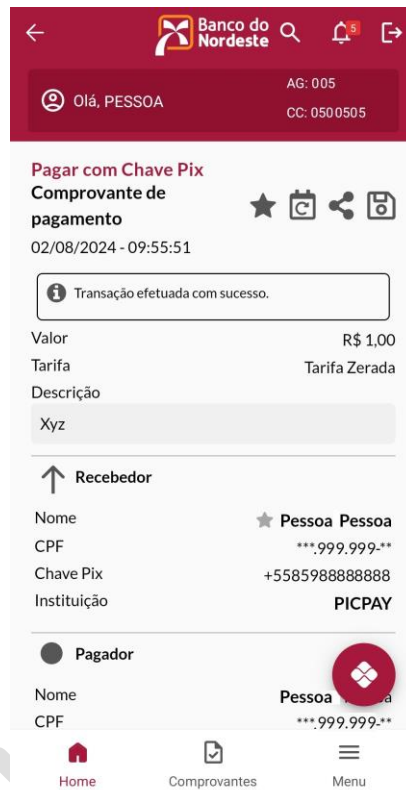 Banco do
Nordeste
5
Olá, PESSOA
AG: 005
CC: 0500505
Pagar com Chave Pix
Comprovante de
pagamento
02/08/2024 - 09:55:51
Transação efetuada com sucesso.
Valor R$ 1,00
Tarifa Tarifa Zerada
Descrição
Xyz
Recebedor
Nome Pessoa Pessoa
CPF ***.999.999-**
Chave Pix +5585988888888
Instituição PICPAY
Pagador
Nome Pessoa
CPF ***.999.999-**
Home Comprovantes Menu